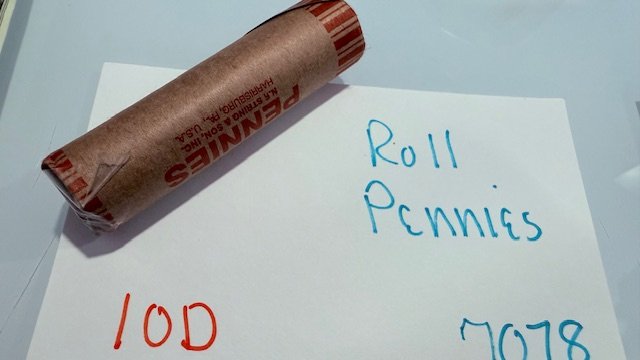 PENNIES
N.F. STRING & SON, INC.
HARRISBURG, PA., U.S.A.
Roll
Pennies
10D
7078